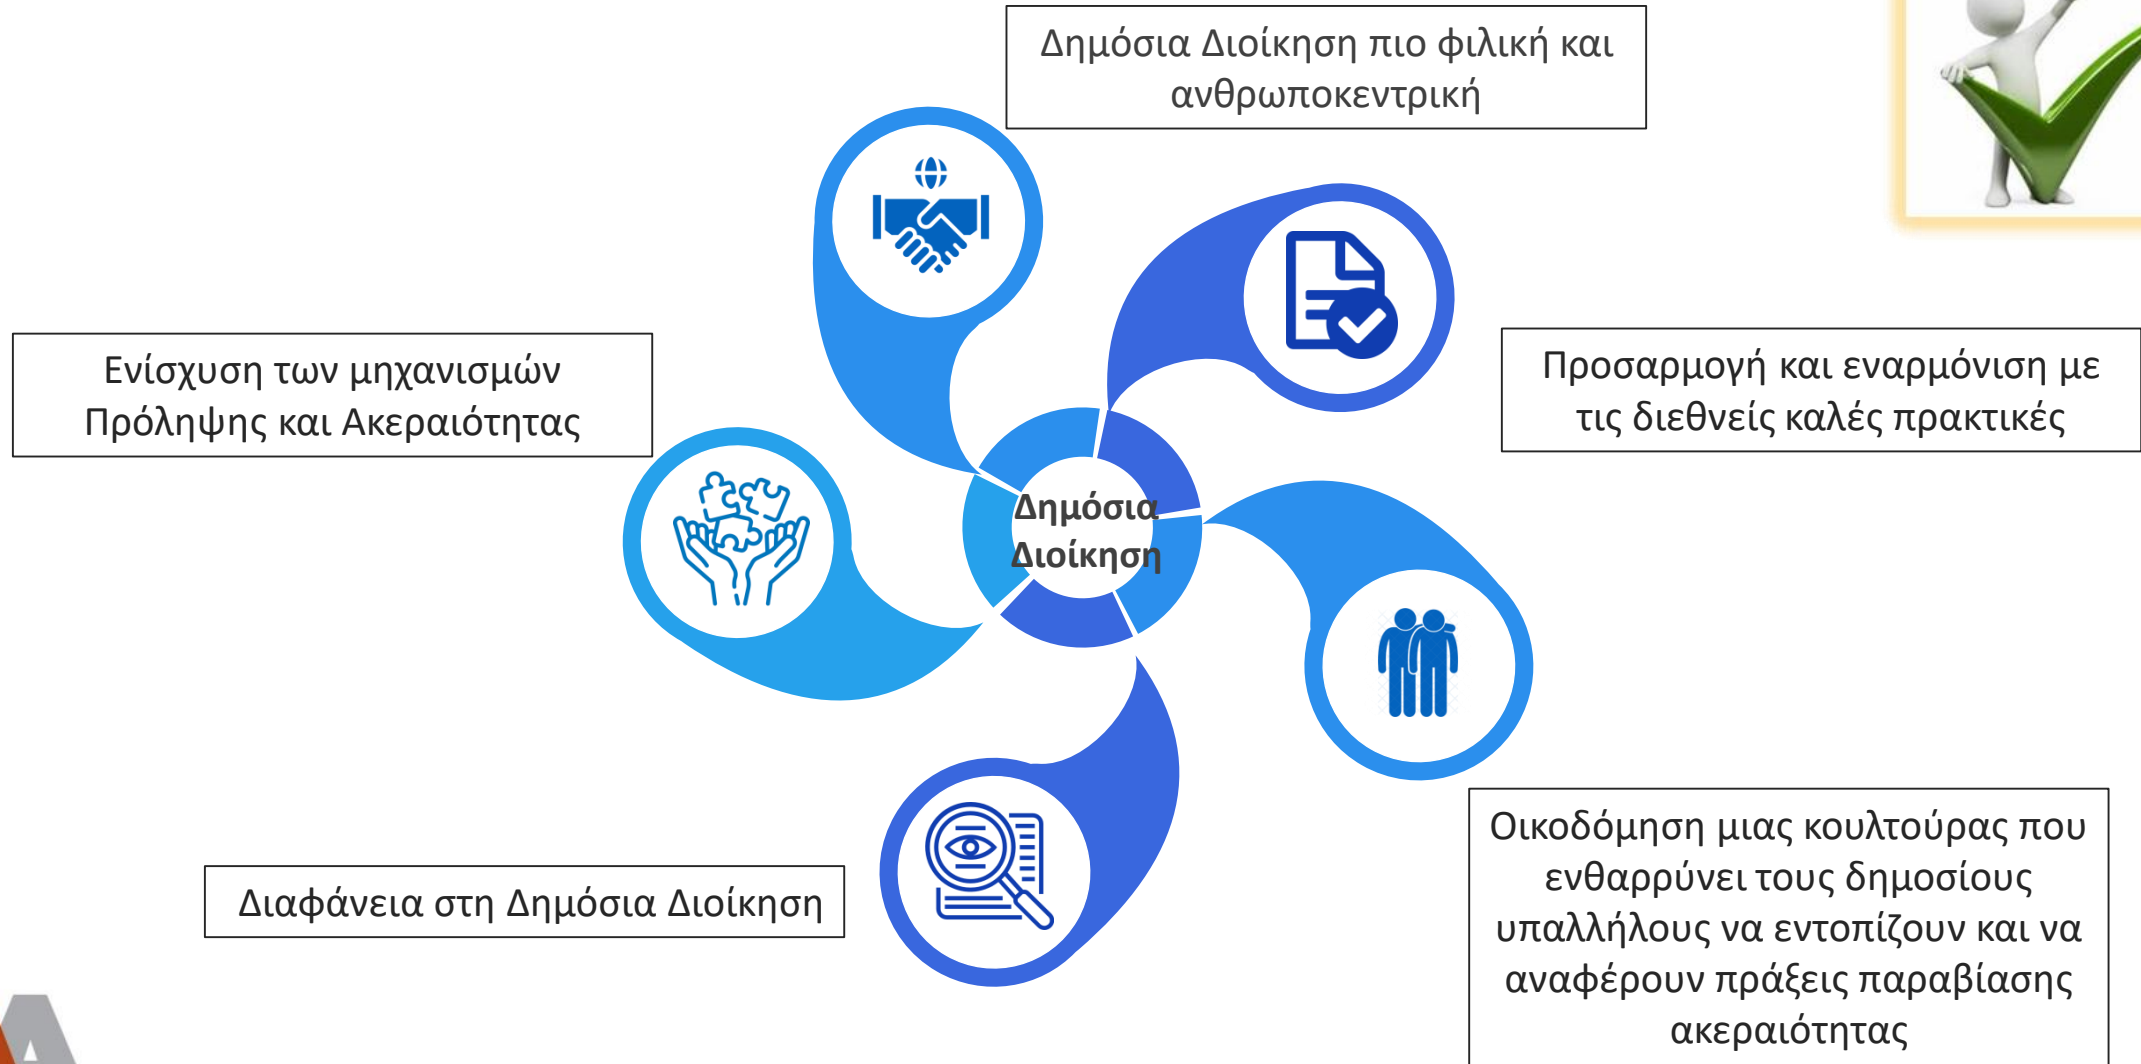 Δημόσια Διοίκηση πιο φιλική και
ανθρωποκεντρική
Ενίσχυση των μηχανισμών
Πρόληψης και Ακεραιότητας
Προσαρμογή και εναρμόνιση με
τις διεθνείς καλές πρακτικές
Δημόσια
Διοίκηση
Διαφάνεια στη Δημόσια Διοίκηση
Οικοδόμηση μιας κουλτούρας που
ενθαρρύνει τους δημοσίους
υπαλλήλους να εντοπίζουν και να
αναφέρουν πράξεις παραβίασης
ακεραιότητας